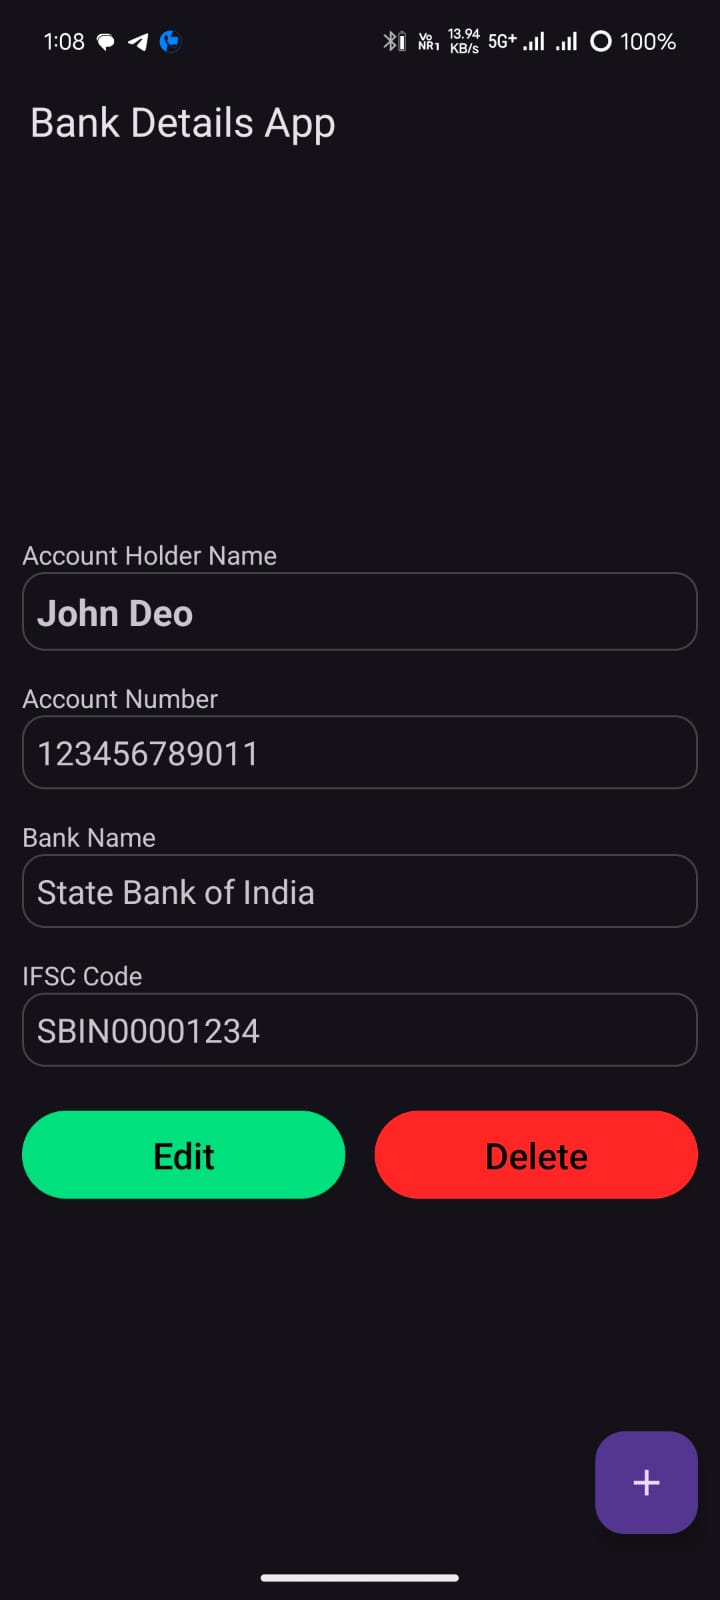 1:08 Vo NR1 13.94 KB/s 5G+ 100%
Bank Details App
Account Holder Name
John Deo
Account Number
123456789011
Bank Name
State Bank of India
IFSC Code
SBIN00001234
Edit Delete
+